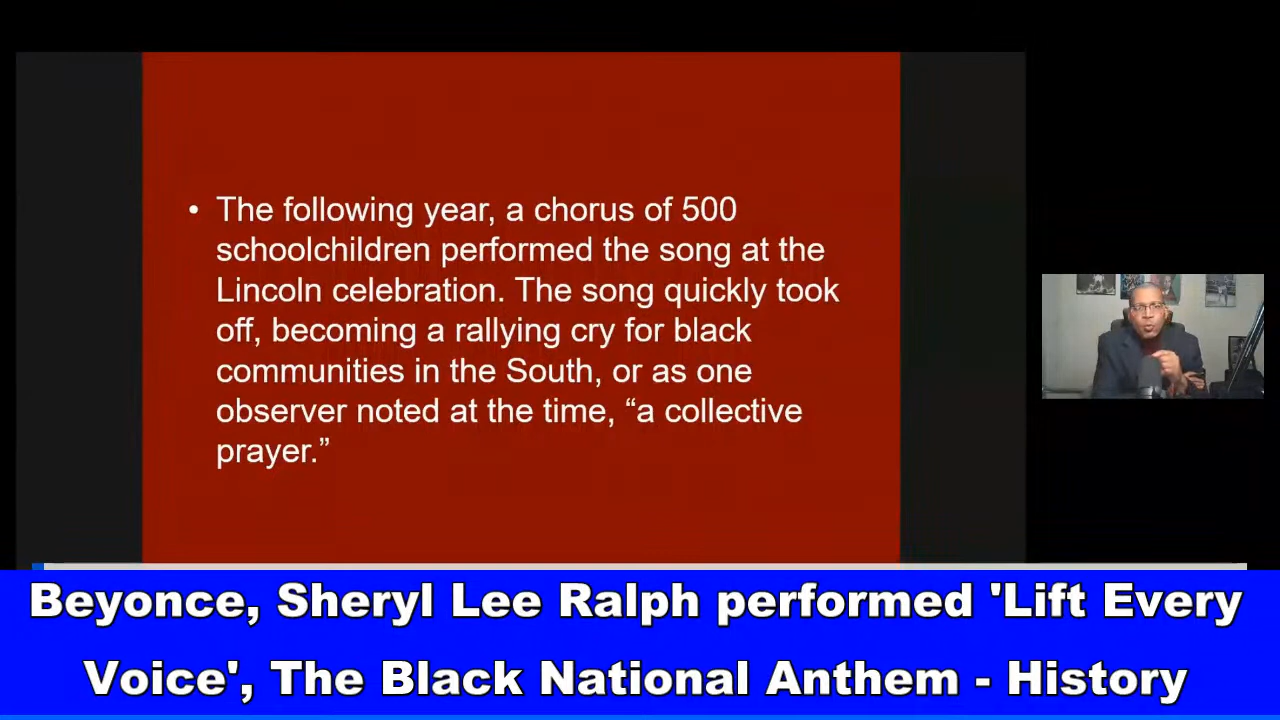 • The following year, a chorus of 500
schoolchildren performed the song at the
Lincoln celebration. The song quickly took
off, becoming a rallying cry for black
communities in the South, or as one
observer noted at the time, “a collective
prayer.”
Beyonce, Sheryl Lee Ralph performed 'Lift Every
Voice', The Black National Anthem - History